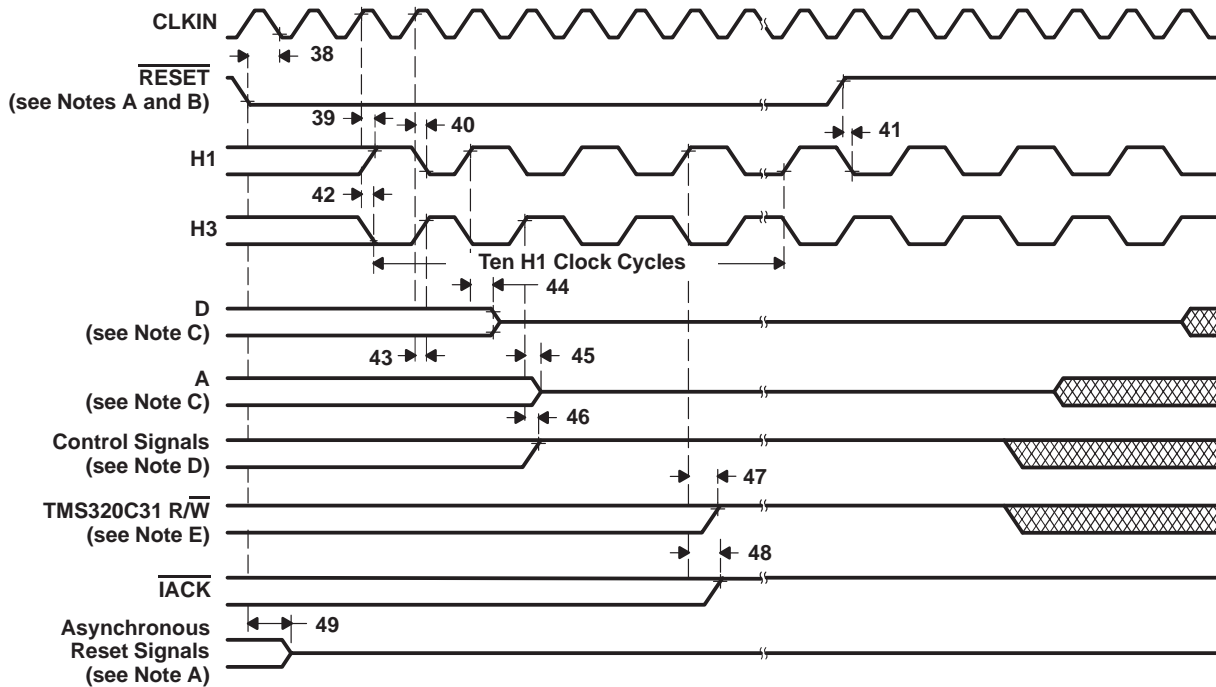 CLKIN
38
RESET
(see Notes A and B)
39
40
41
H1
42
H3
Ten H1 Clock Cycles
44
D
(see Note C)
43
45
A
(see Note C)
46
Control Signals
(see Note D)
47
TMS320C31 R/W
(see Note E)
48
IACK
49
Asynchronous
Reset Signals
(see Note A)